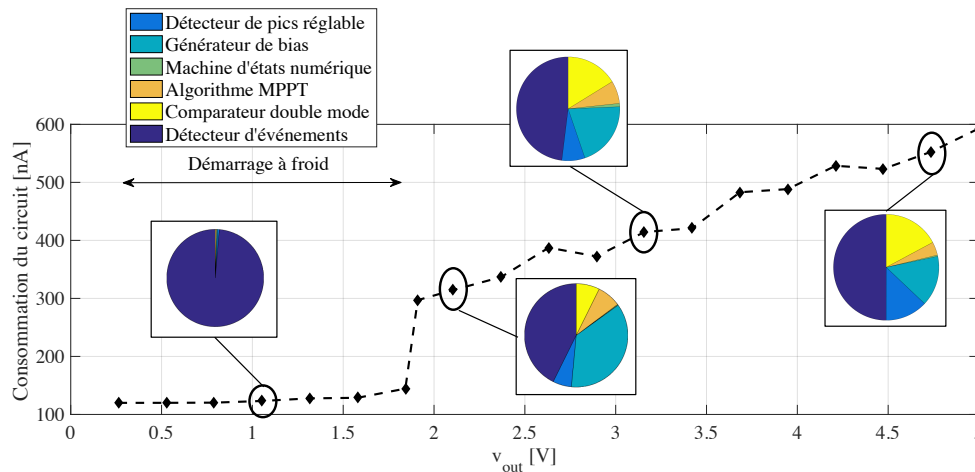 Détecteur de pics réglable
Générateur de bias
Machine d'états numérique
Algorithme MPPT
Comparateur double mode
Détecteur d'événements
Démarrage à froid
Consommation du circuit [nA]
600
500
400
300
200
100
0 0.5 1 1.5 2 2.5 3 3.5 4 4.5 5
v_out [V]